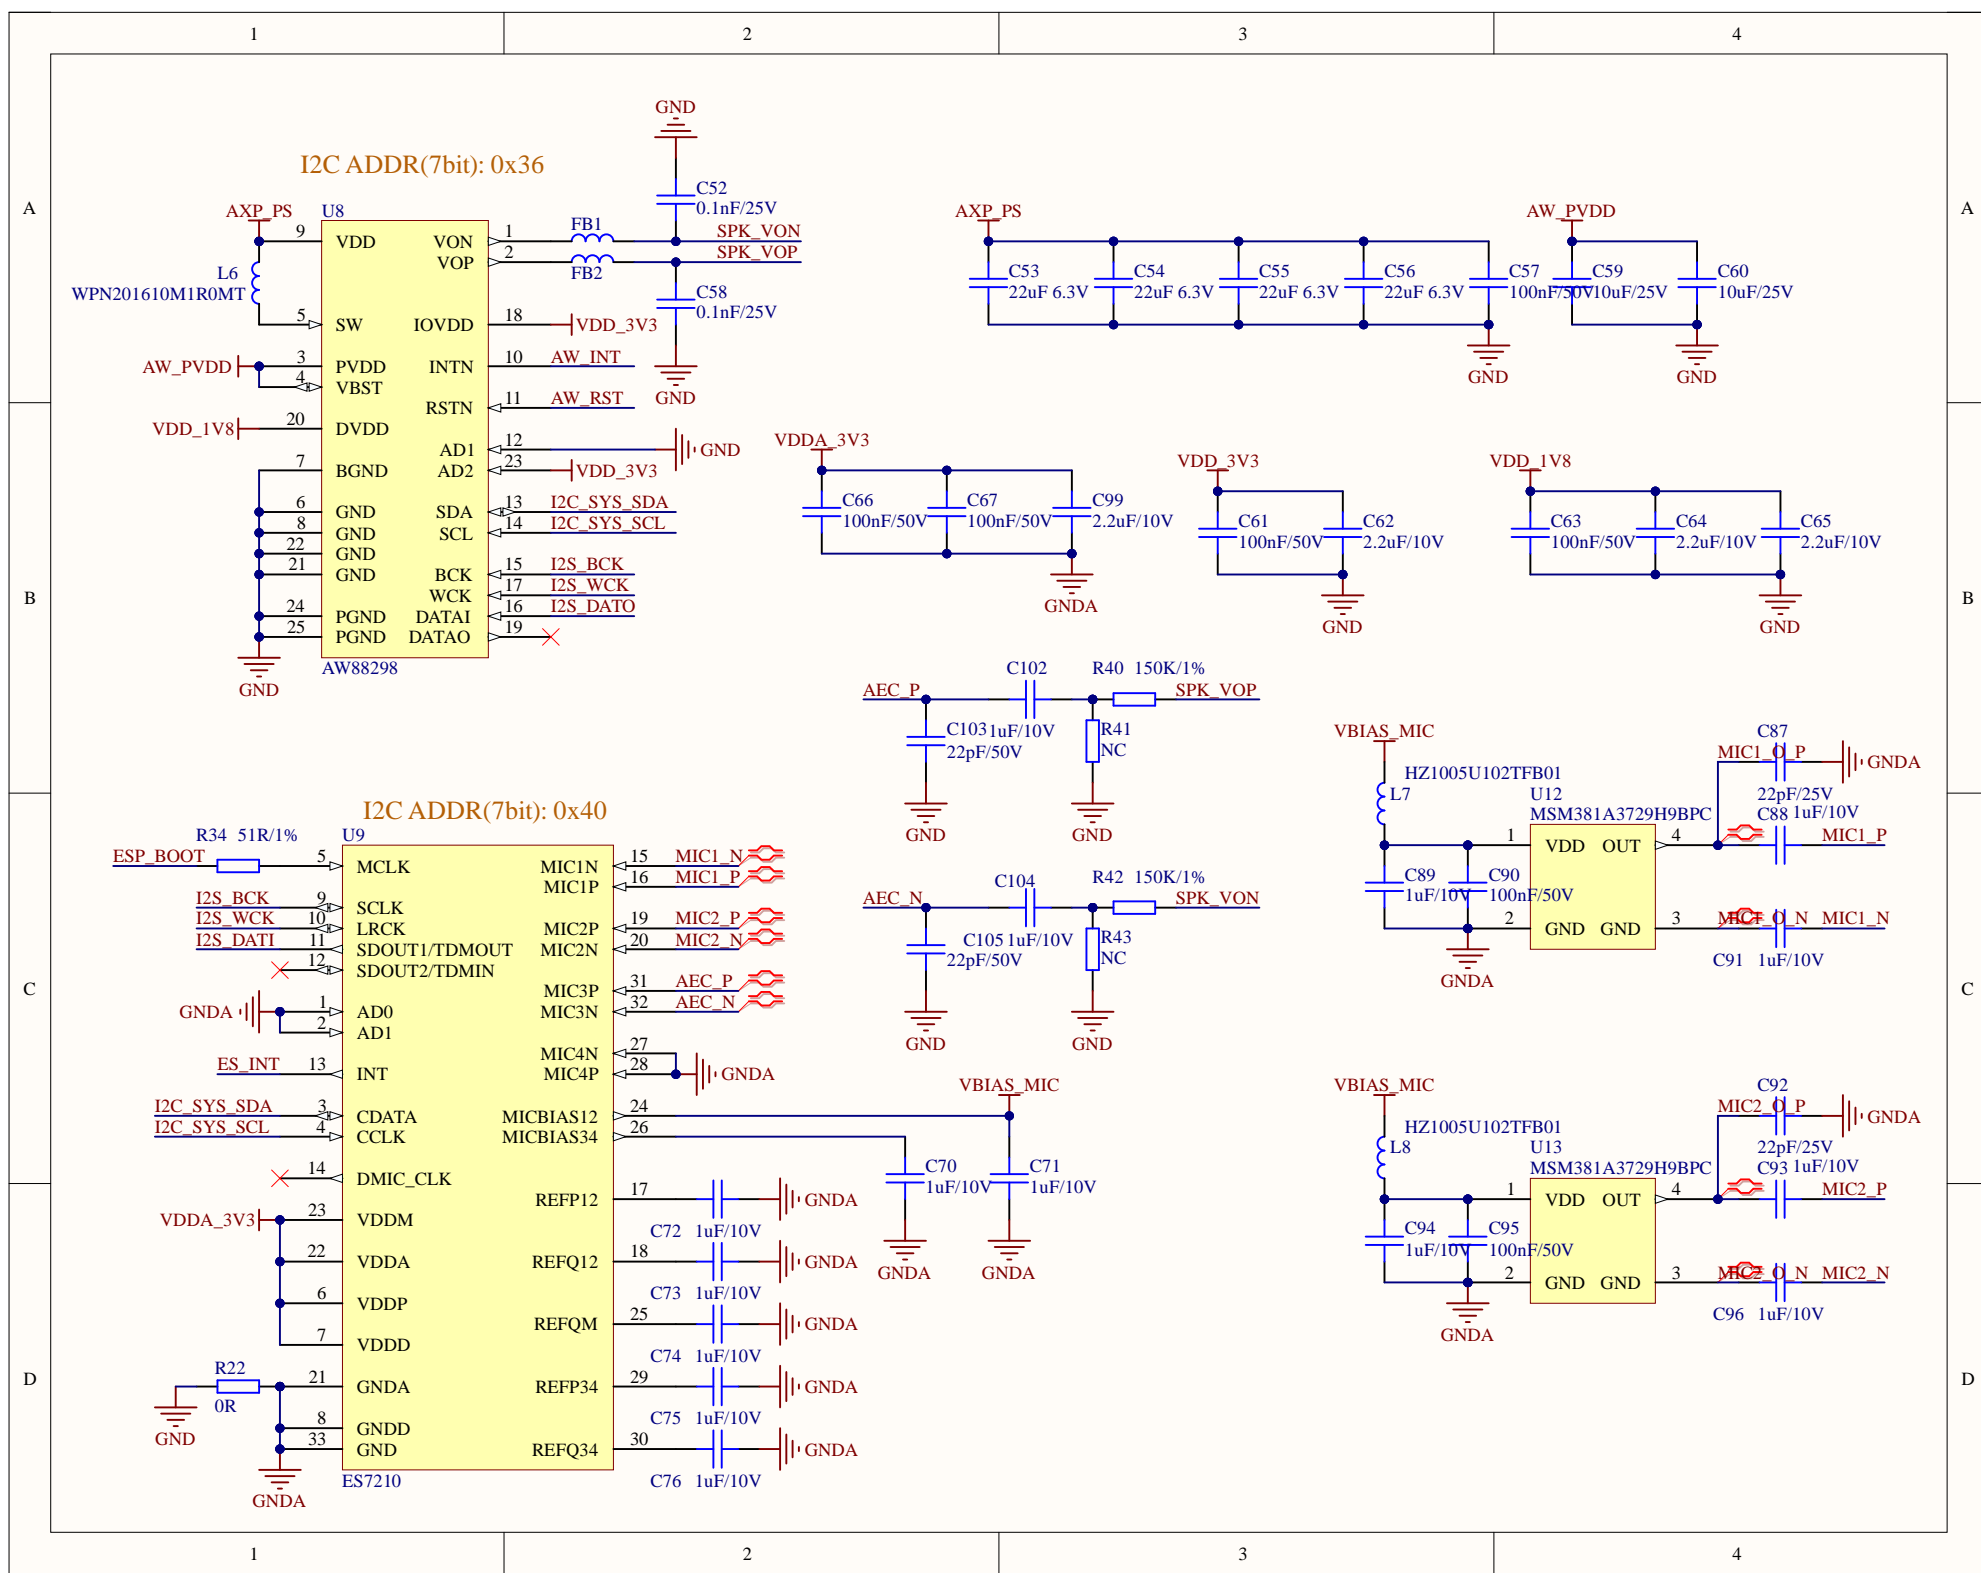 1 2 3 4
A
A
GND
I2C ADDR(7bit): 0x36
C52
0.1nF/25V
AXP_PS
U8
FB1
SPK_VON
SPK_VOP
FB2
9 VDD
VON 1
VOP 2
L6
WPN201610M1R0MT
C58
0.1nF/25V
5 SW
IOVDD 18 VDD_3V3
AW_PVDD
3 PVDD
4 VBST
INTN 10 AW_INT
GND
RSTN 11 AW_RST
VDD_1V8 20 DVDD
AD1 12 GND
7 BGND
AD2 23 VDD_3V3
6 GND
SDA 13 I2C_SYS_SDA
8 GND
SCL 14 I2C_SYS_SCL
22 GND
21 GND
BCK 15 I2S_BCK
WCK 17 I2S_WCK
24 PGND
DATAI 16 I2S_DATO
25 PGND
DATAO 19
GND
AW88298
AXP_PS
C53
22uF 6.3V
C54
22uF 6.3V
C55
22uF 6.3V
C56
22uF 6.3V
C57
100nF/50V
GND
AW_PVDD
C59
10uF/25V
C60
10uF/25V
GND
B
B
VDDA_3V3
C66
100nF/50V
C67
100nF/50V
C99
2.2uF/10V
GNDA
VDD_3V3
C61
100nF/50V
C62
2.2uF/10V
GND
VDD_1V8
C63
100nF/50V
C64
2.2uF/10V
C65
2.2uF/10V
GND
AEC_P
C102
1uF/10V
R40 150K/1%
SPK_VOP
C103
22pF/50V
R41
NC
GND
GND
AEC_N
C104
1uF/10V
R42 150K/1%
SPK_VON
C105
22pF/50V
R43
NC
GND
GND
VBIAS_MIC
HZ1005U102TFB01
L7
U12
MSM381A3729H9BPC
C87
MIC1_O_P
GNDA
22pF/25V
C88 1uF/10V
MIC1_P
1 VDD OUT 4
C89
1uF/10V
C90
100nF/50V
2 GND GND 3
MIC1_O_N
MIC1_N
C91 1uF/10V
GNDA
C
C
I2C ADDR(7bit): 0x40
R34 51R/1%
U9
ESP_BOOT
5 MCLK
MIC1N 15 MIC1_N
MIC1P 16 MIC1_P
I2S_BCK 9 SCLK
I2S_WCK 10 LRCK
MIC2P 19 MIC2_P
I2S_DATI 11 SDOUT1/TDMOUT
MIC2N 20 MIC2_N
12 SDOUT2/TDMIN
MIC3P 31 AEC_P
GNDA 1 AD0
MIC3N 32 AEC_N
2 AD1
MIC4N 27
ES_INT 13 INT
MIC4P 28 GNDA
I2C_SYS_SDA 3 CDATA
MICBIAS12 24
I2C_SYS_SCL 4 CCLK
MICBIAS34 26
VBIAS_MIC
14 DMIC_CLK
C70
1uF/10V
C71
1uF/10V
GNDA
GNDA
REFP12 17 GNDA
VDDA_3V3 23 VDDM
C72 1uF/10V
22 VDDA
REFQ12 18 GNDA
C73 1uF/10V
6 VDDP
REFQM 25 GNDA
7 VDDD
C74 1uF/10V
R22
0R
GND
21 GNDA
REFP34 29 GNDA
C75 1uF/10V
8 GNDD
33 GND
REFQ34 30 GNDA
C76 1uF/10V
GNDA
ES7210
VBIAS_MIC
HZ1005U102TFB01
L8
U13
MSM381A3729H9BPC
C92
MIC2_O_P
GNDA
22pF/25V
C93 1uF/10V
MIC2_P
1 VDD OUT 4
C94
1uF/10V
C95
100nF/50V
2 GND GND 3
MIC2_O_N
MIC2_N
C96 1uF/10V
GNDA
D
D
1 2 3 4